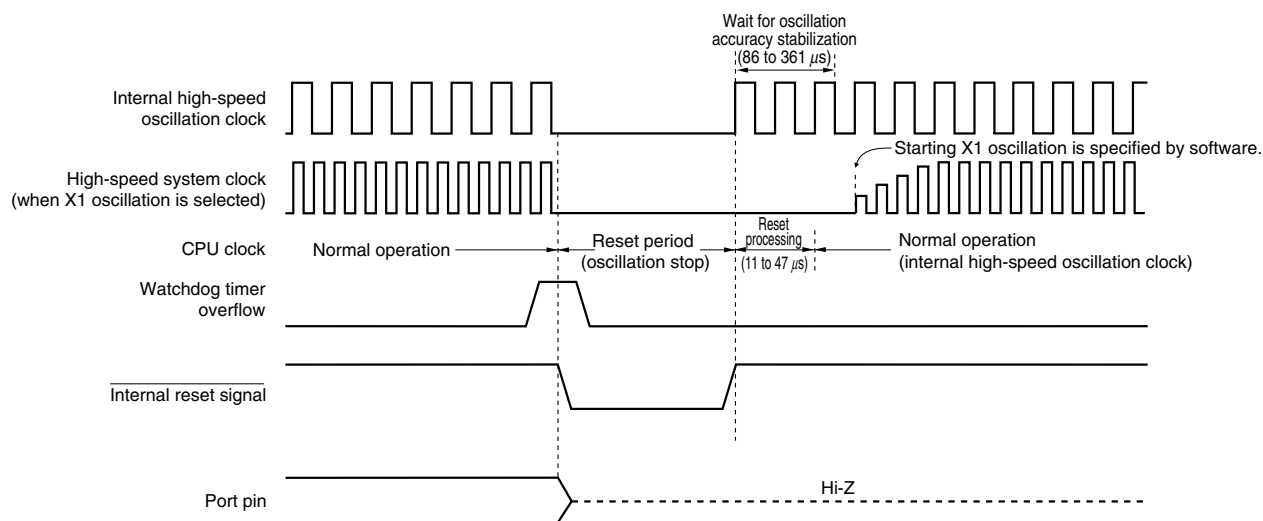 Wait for oscillation
accuracy stabilization
(86 to 361 μs)
Internal high-speed
oscillation clock
Starting X1 oscillation is specified by software.
High-speed system clock
(when X1 oscillation is selected)
CPU clock
Normal operation
Reset period
(oscillation stop)
Reset
processing
(11 to 47 μs)
Normal operation
(internal high-speed oscillation clock)
Watchdog timer
overflow
Internal reset signal
Port pin
Hi-Z